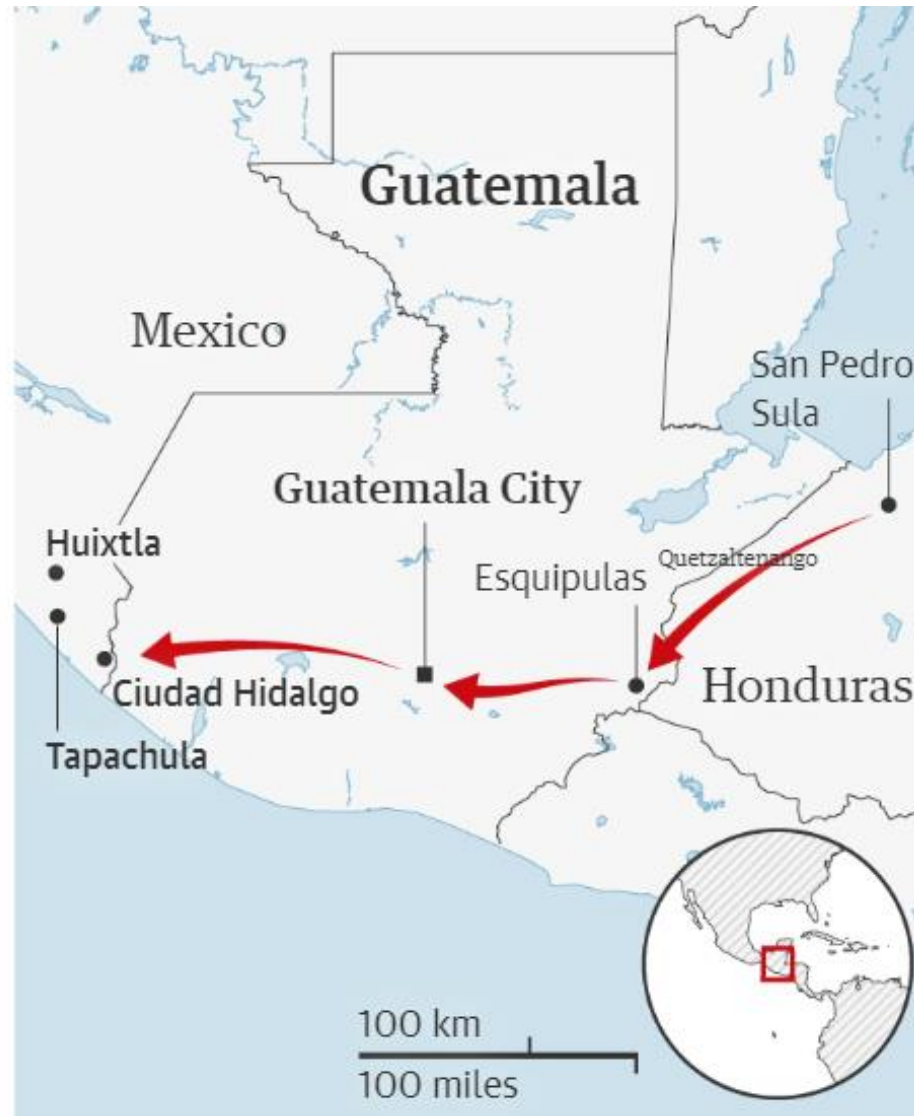 Guatemala
Mexico
San Pedro
Sula
Guatemala City
Huixtla
Quetzaltenango
Esquipulas
Honduras
Ciudad Hidalgo
Tapachula
100 km
100 miles